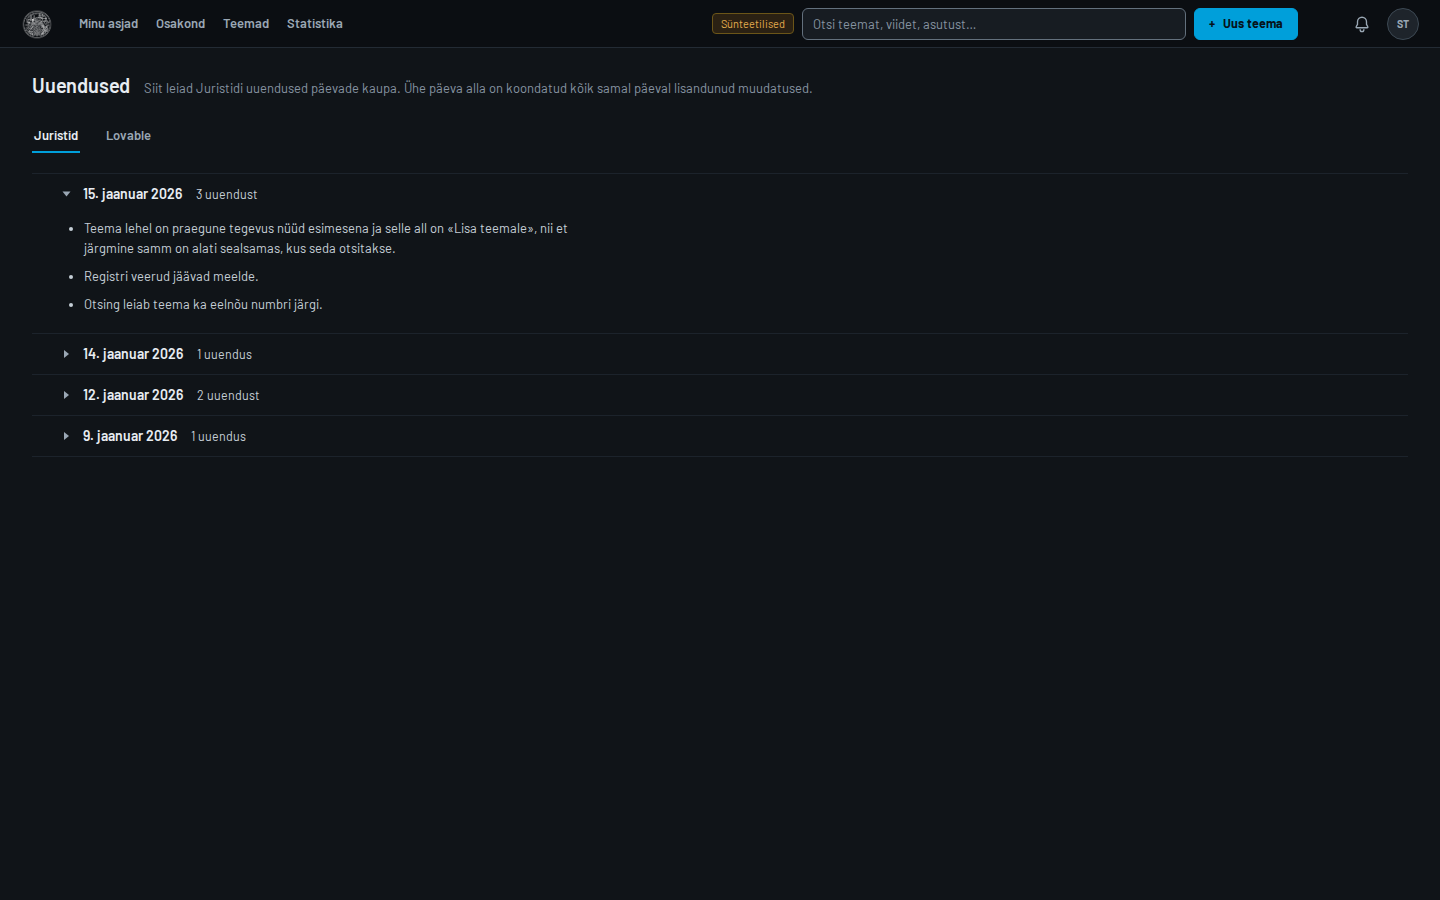 Minu asjad Osakond Teemad Statistika Sünteetilised Otsi teemat, viidet, asutust... + Uus teema ST
Uuendused Siit leiad Juristidi uuendused päevade kaupa. Ühe päeva alla on koondatud kõik samal päeval lisandunud muudatused.
Juristid Lovable
15. jaanuar 2026 3 uuendust
• Teema lehel on praegune tegevus nüüd esimesena ja selle all on «Lisa teemale», nii et
järgmine samm on alati sealsamas, kus seda otsitakse.
• Registri veerud jäävad meelde.
• Otsing leiab teema ka eelnõu numbri järgi.
14. jaanuar 2026 1 uuendus
12. jaanuar 2026 2 uuendust
9. jaanuar 2026 1 uuendus